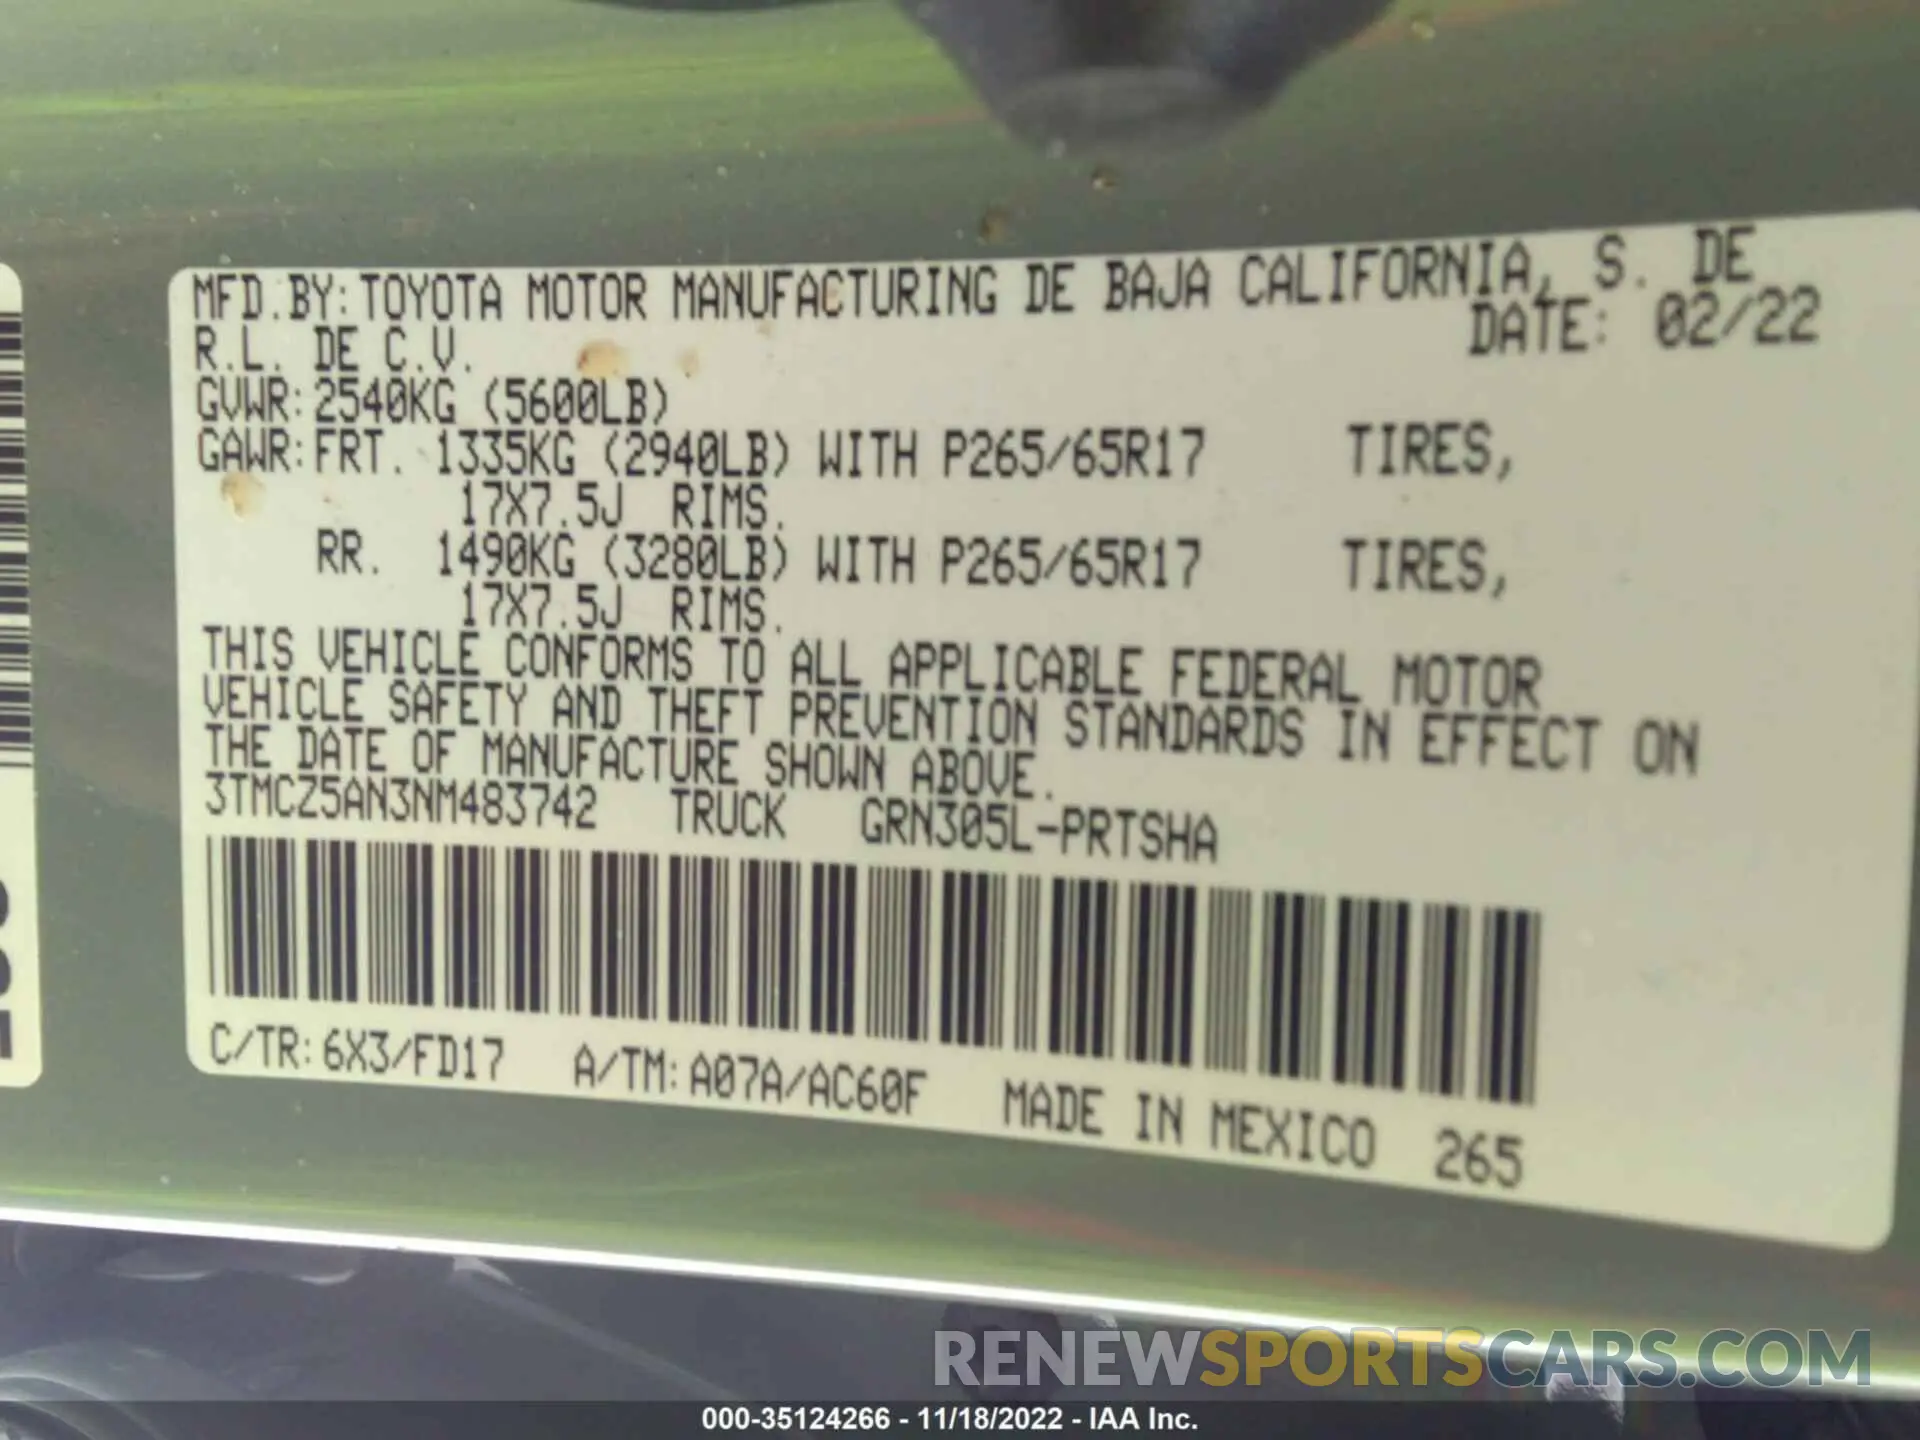 MFD.BY:TOYOTA MOTOR MANUFACTURING DE BAJA CALIFORNIA, S. DE
R.L. DE C.V. DATE: 02/22
GVWR:2540KG (5600LB)
GAWR:FRT. 1335KG (2940LB) WITH P265/65R17 TIRES,
17X7.5J RIMS.
RR. 1490KG (3280LB) WITH P265/65R17 TIRES,
17X7.5J RIMS.
THIS VEHICLE CONFORMS TO ALL APPLICABLE FEDERAL MOTOR
VEHICLE SAFETY AND THEFT PREVENTION STANDARDS IN EFFECT ON
THE DATE OF MANUFACTURE SHOWN ABOVE.
3TMCZ5AN3NM483742 TRUCK GRN305L-PRTSHA
C/TR:6X3/FD17 A/TM:A07A/AC60F MADE IN MEXICO 265
RENEWSPORTSCARS.COM
000-35124266 - 11/18/2022 - IAA Inc.